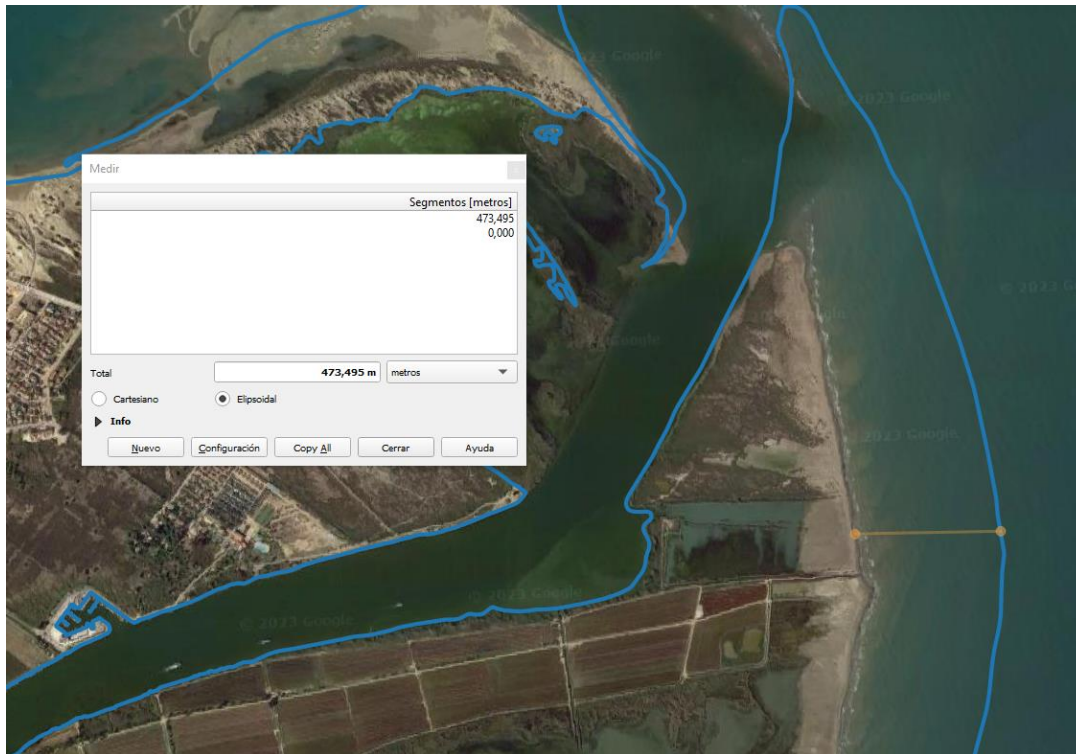 2023 Google
© 2023 Google
Medir
Segmentos [metros]
473,495
0,000
© 2023 G
Google
Total
473,495 m
metros
Cartesiano
Elipsoidal
Info
2023 Google
Nuevo
Configuración
Copy All
Cerrar
Ayuda
© 2023 Google
© 2023 Google